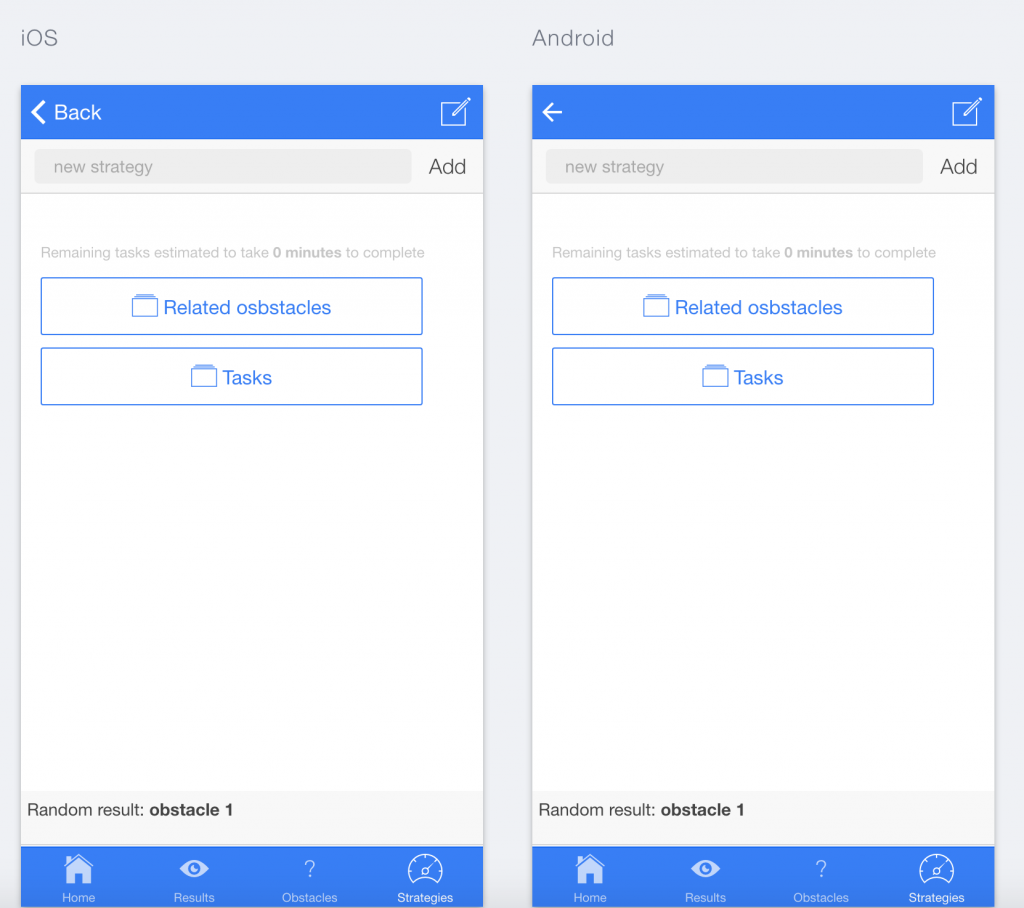 iOS
Back
new strategy Add
Remaining tasks estimated to take 0 minutes to complete
Related osbstacles
Tasks
Random result: obstacle 1
Home Results ? Obstacles Strategies
Android
new strategy Add
Remaining tasks estimated to take 0 minutes to complete
Related osbstacles
Tasks
Random result: obstacle 1
Home Results ? Obstacles Strategies